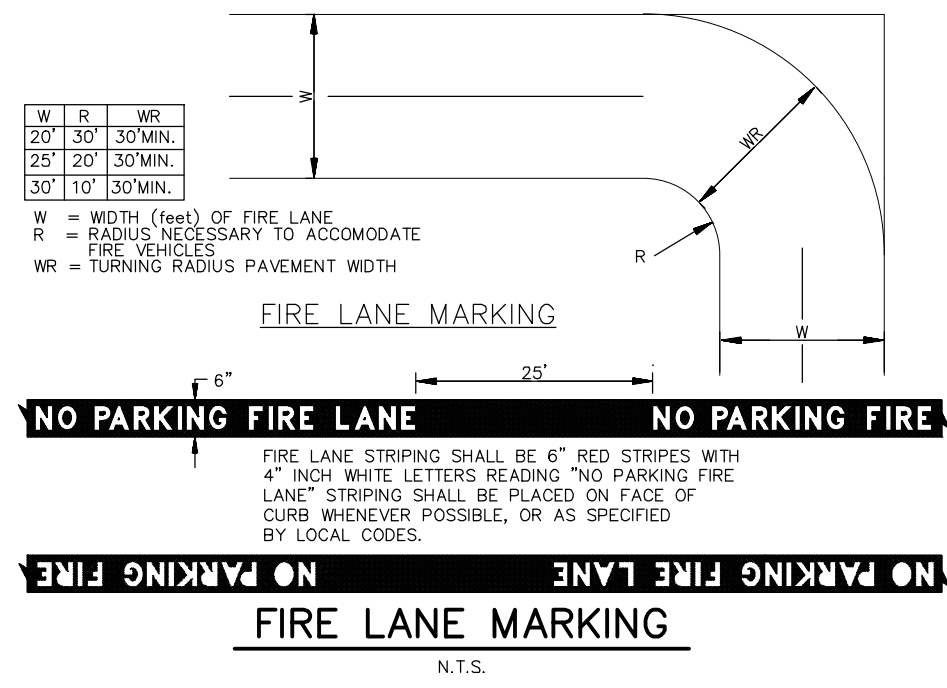 W
W R WR
20' 30' 30'MIN.
25' 20' 30'MIN.
30' 10' 30'MIN.
WR
W = WIDTH (feet) OF FIRE LANE
R = RADIUS NECESSARY TO ACCOMODATE
FIRE VEHICLES
WR = TURNING RADIUS PAVEMENT WIDTH
R
FIRE LANE MARKING
W
6"
25'
NO PARKING FIRE LANE NO PARKING FIRE
FIRE LANE STRIPING SHALL BE 6" RED STRIPES WITH
4" INCH WHITE LETTERS READING "NO PARKING FIRE
LANE" STRIPING SHALL BE PLACED ON FACE OF
CURB WHENEVER POSSIBLE, OR AS SPECIFIED
BY LOCAL CODES.
NO PARKING FIRE LANE NO PARKING FIRE
FIRE LANE MARKING
N.T.S.